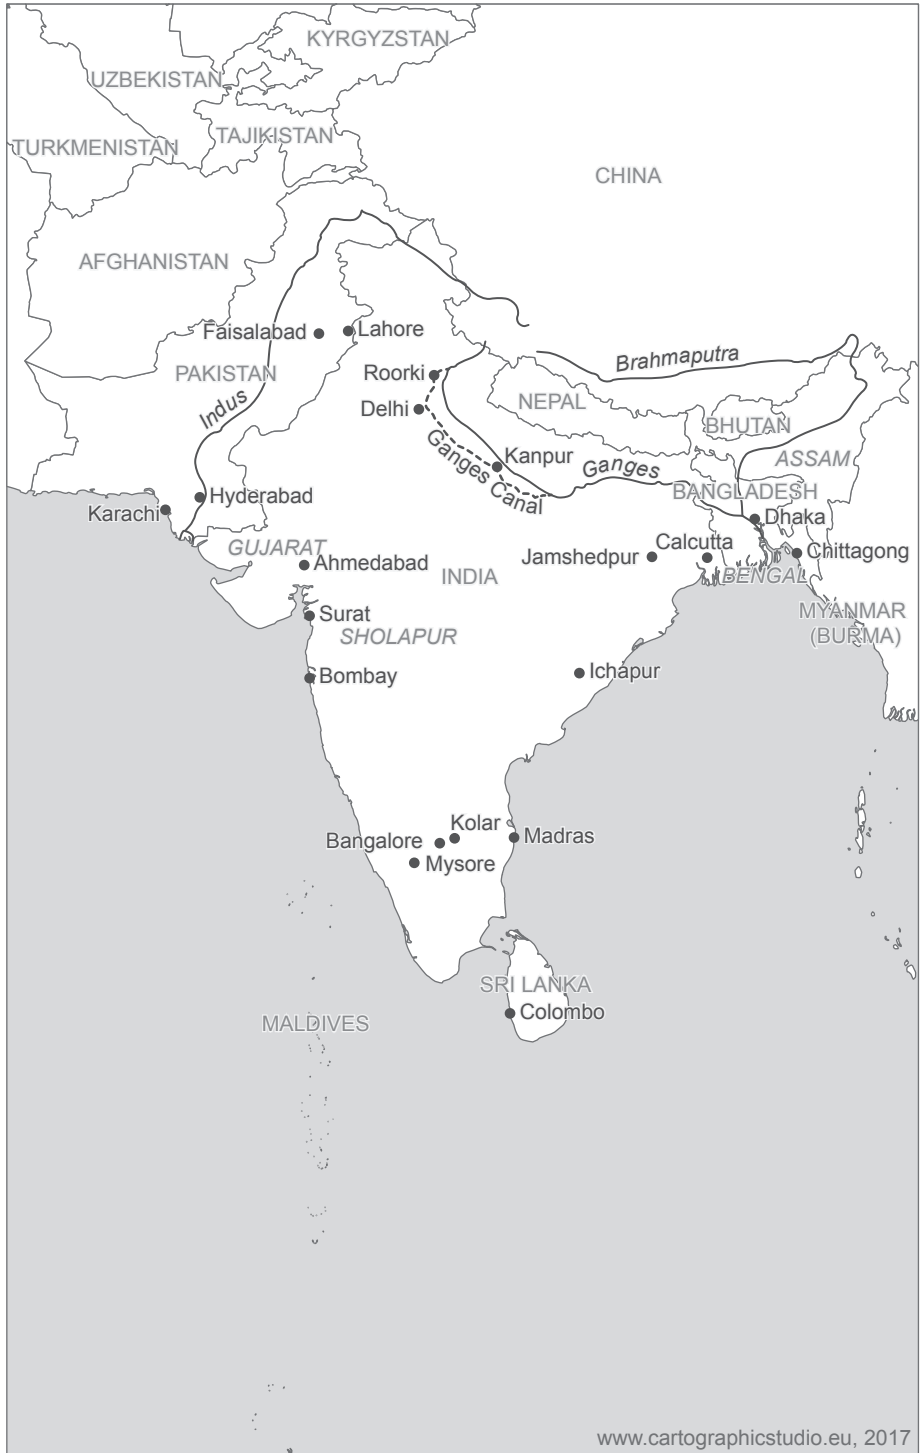 KYRGYZSTAN
UZBEKISTAN
TAJIKISTAN
TURKMENISTAN
CHINA
AFGHANISTAN
Faisalabad
Lahore
Brahmaputra
PAKISTAN
Roorki
Indus
NEPAL
Delhi
BHUTAN
Ganges
Canal
Kanpur
Ganges
ASSAM
BANGLADESH
Hyderabad
Karachi
Dhaka
GUJARAT
Ahmedabad
Jamshedpur
Calcutta
Chittagong
INDIA
BENGAL
Surat
MYANMAR
(BURMA)
SHOLAPUR
Bombay
Ichapur
Kolar
Bangalore
Madras
Mysore
SRI LANKA
Colombo
MALDIVES
www.cartographicstudio.eu, 2017